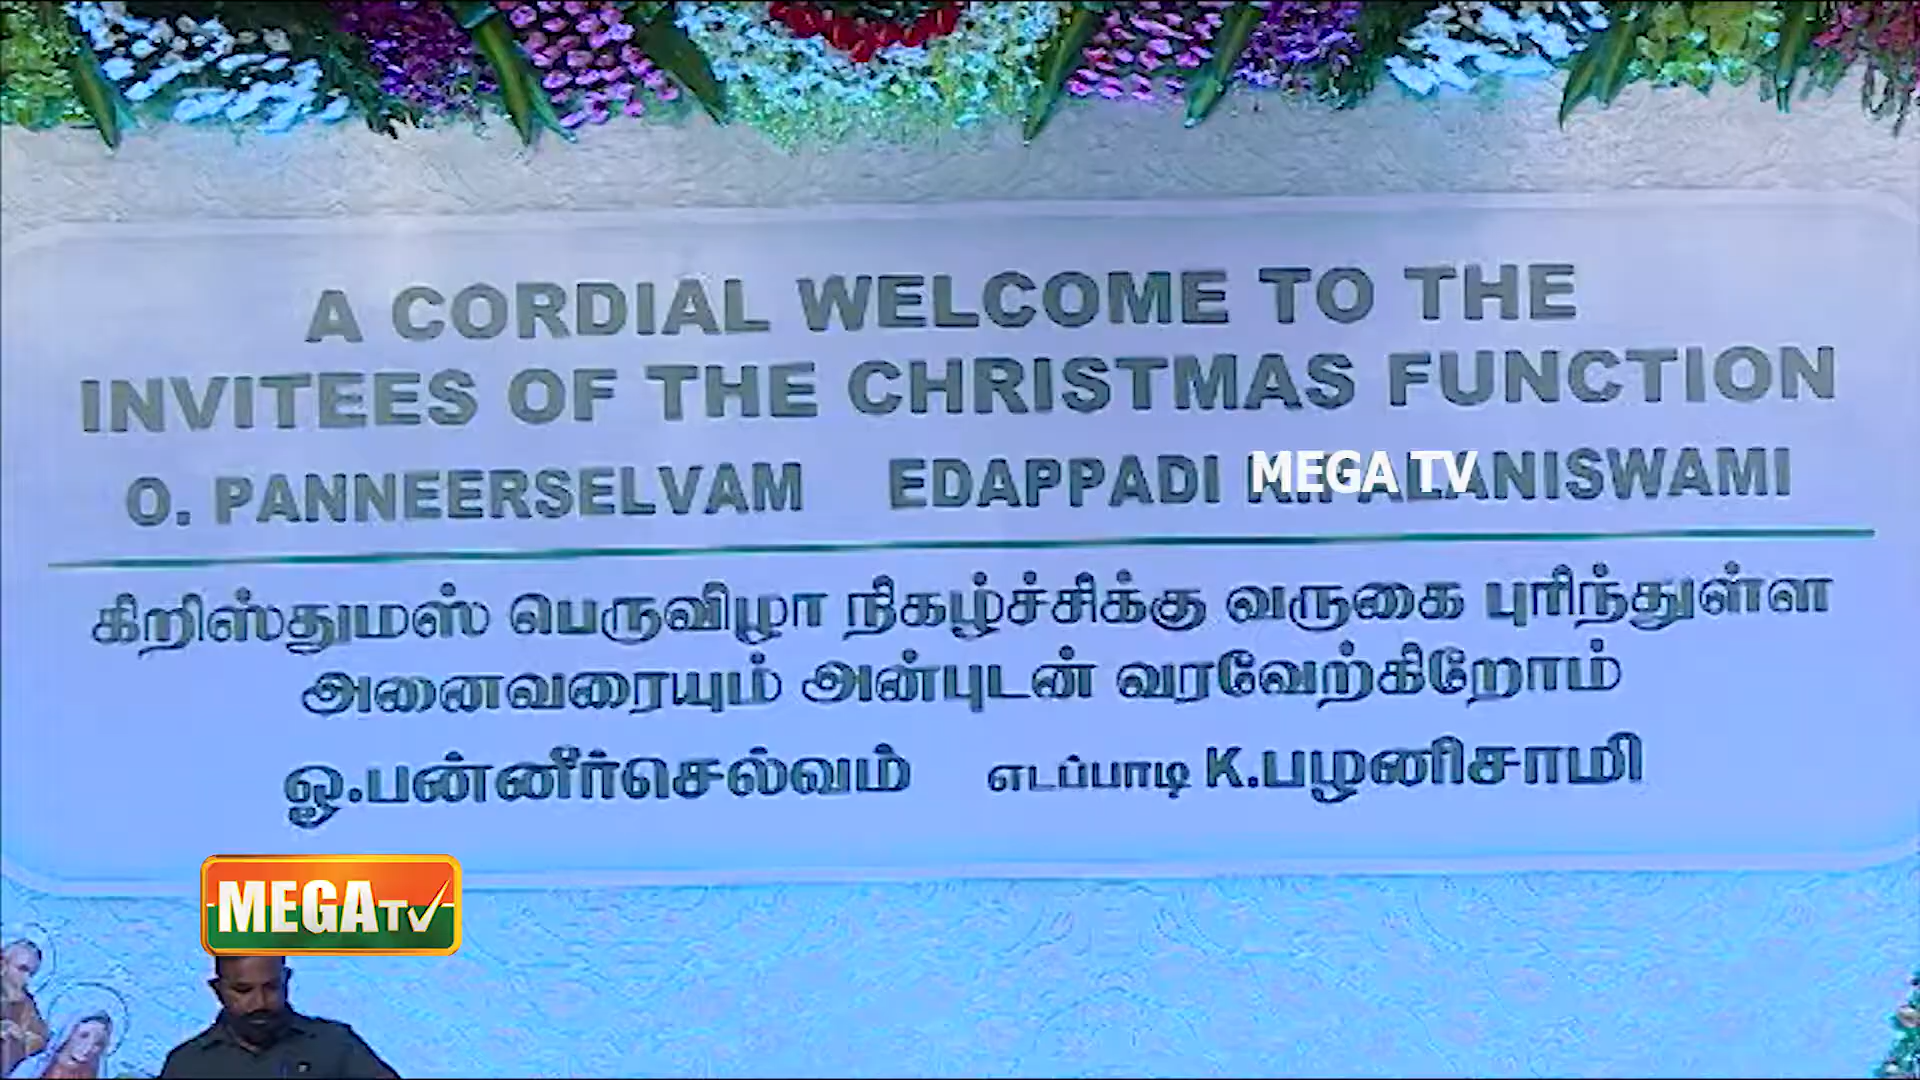 A CORDIAL WELCOME TO THE
INVITEES OF THE CHRISTMAS FUNCTION
O. PANNEERSELVAM EDAPPADI
MEGA TV
கிறிஸ்துமஸ் பெருவிழா நிகழ்ச்சிக்கு வருகை புரிந்துள்ள
அனைவரையும் அன்புடன் வரவேற்கிறோம்
ஓ.பன்னீர்செல்வம் எடப்பாடி K.பழனிசாமி
MEGA TV